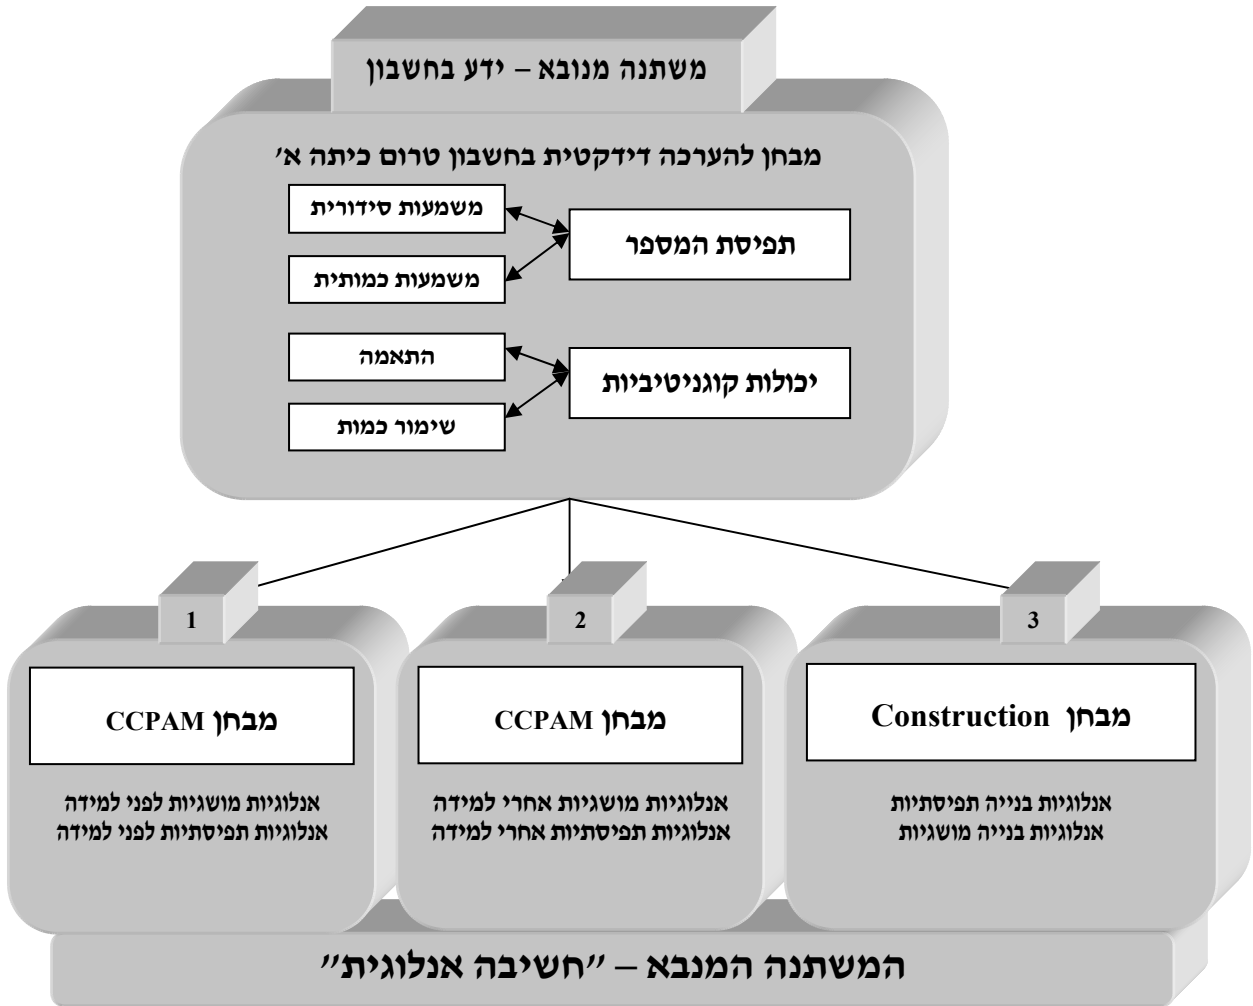 משתנה מנובא – ידע בחשבון
מבחן להערכה דידקטית בחשבון טרום כיתה א'
תפיסת המספר
משמעות סידורית
משמעות כמותית
יכולות קוגניטיביות
התאמה
שימור כמות
1
מבחן CCPAM
אנלוגיות מושגיות לפני למידה
אנלוגיות תפיסתיות לפני למידה
2
מבחן CCPAM
אנלוגיות מושגיות אחרי למידה
אנלוגיות תפיסתיות אחרי למידה
3
מבחן Construction
אנלוגיות בנייה תפיסתיות
אנלוגיות בנייה מושגיות
המשתנה המנבא – "חשיבה אנלוגית"